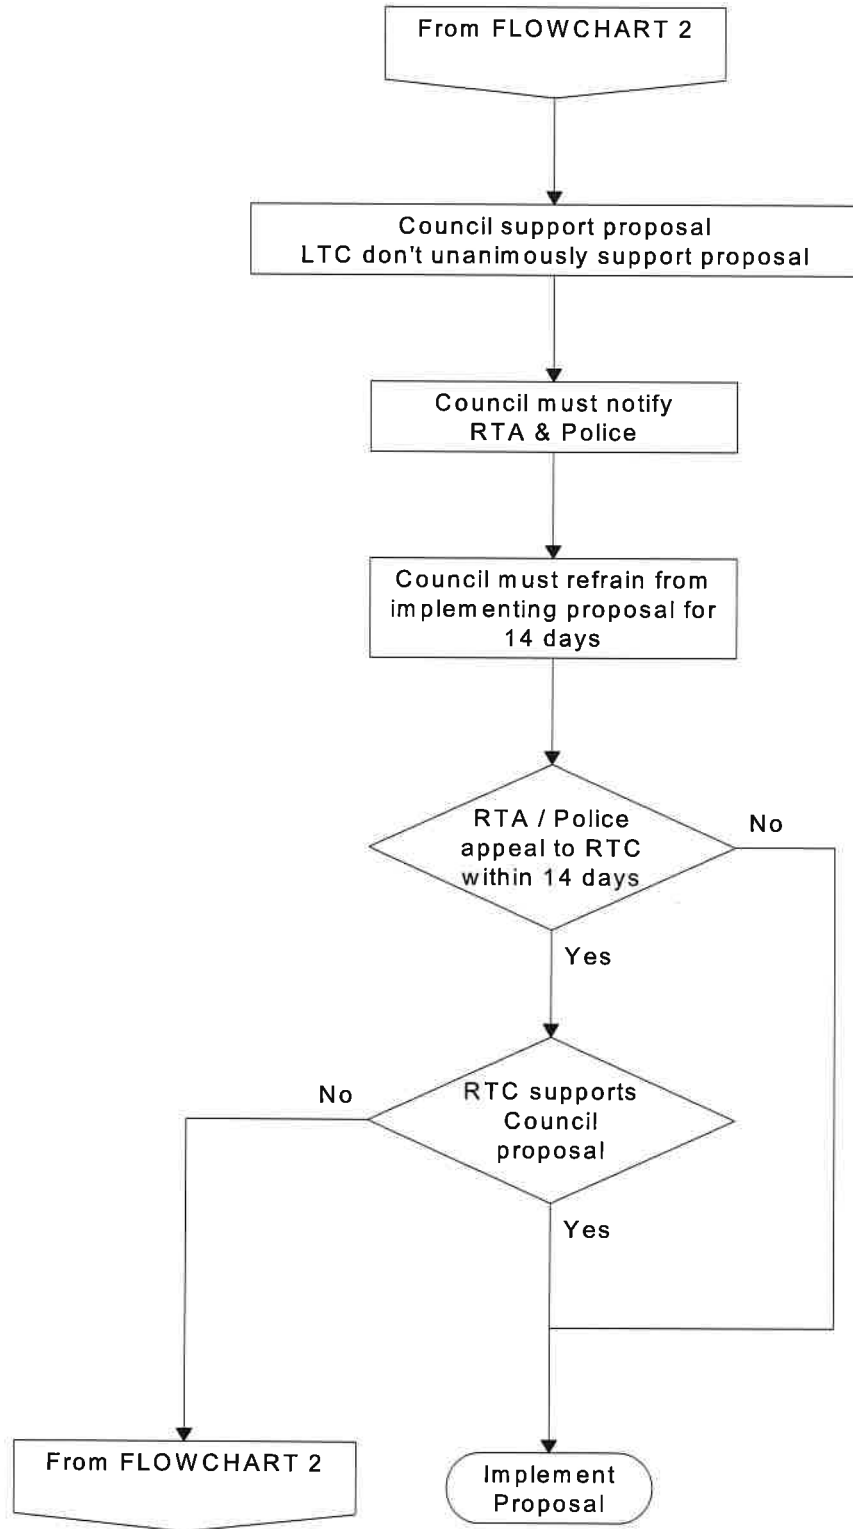 From FLOWCHART 2
Council support proposal
LTC don't unanimously support proposal
Council must notify
RTA & Police
Council must refrain from
implementing proposal for
14 days
RTA / Police
appeal to RTC
within 14 days
No
Yes
RTC supports
Council
proposal
No
Yes
From FLOWCHART 2
Implement
Proposal